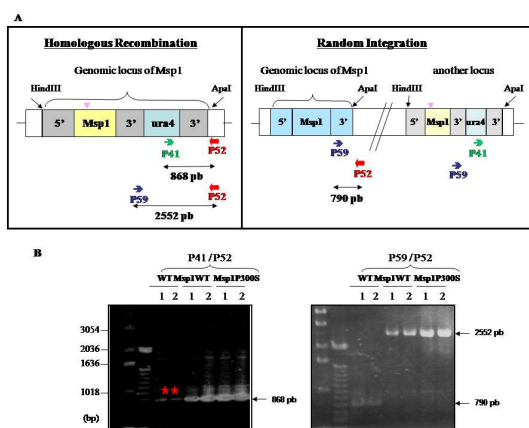 A
Homologous Recombination
Genomic locus of Msp1
HindIII
ApaI
5'
Msp1
3'
ura4
3'
P41
P52
868 pb
P59
P52
2552 pb
Random Integration
Genomic locus of Msp1
another locus
HindIII
ApaI
HindIII
ApaI
5'
Msp1
3'
5'
Msp1
3'
ura4
3'
P59
P52
P59
P41
790 pb
B
P41/P52
WT Msp1WT Msp1P300S
1 2 1 2 1 2
3054
2036
1636
1018
(bp)
868 pb
P59/P52
WT Msp1WT Msp1P300S
1 2 1 2 1 2
2552 pb
790 pb